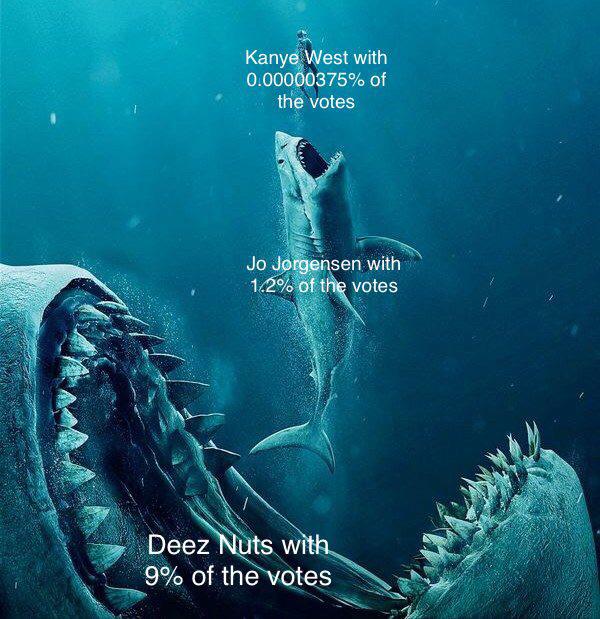 Kanye West with
0.00000375% of
the votes
Jo Jorgensen with
1.2% of the votes
Deez Nuts with
9% of the votes